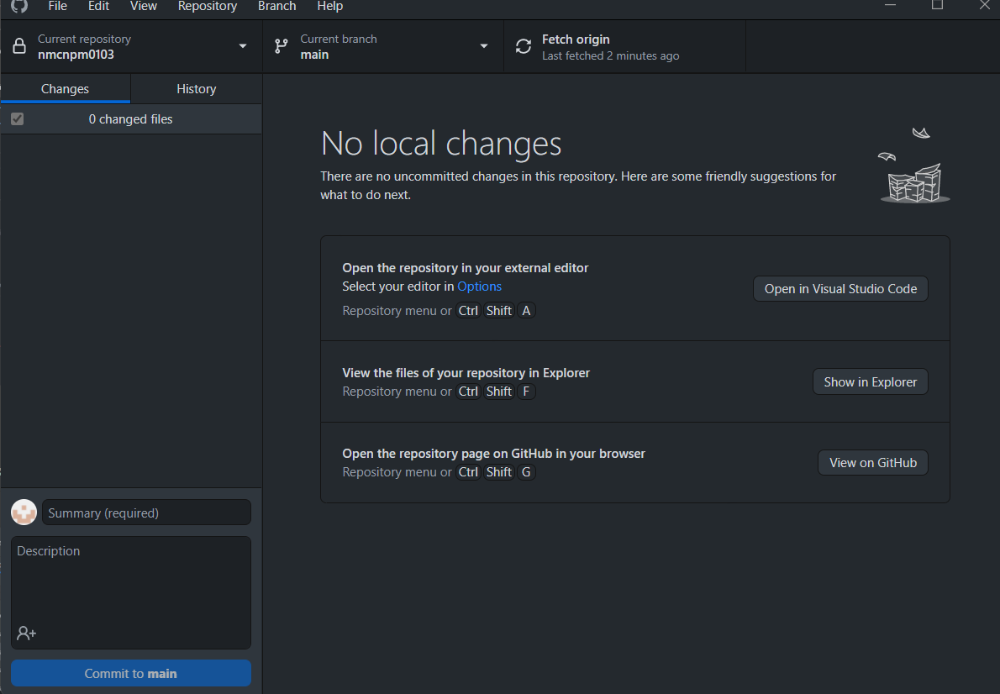 File Edit View Repository Branch Help
Current repository
nmcnpm0103
Current branch
main
Fetch origin
Last fetched 2 minutes ago
Changes
History
0 changed files
No local changes
There are no uncommitted changes in this repository. Here are some friendly suggestions for
what to do next.
Open the repository in your external editor
Select your editor in Options
Repository menu or Ctrl Shift A
Open in Visual Studio Code
View the files of your repository in Explorer
Repository menu or Ctrl Shift F
Show in Explorer
Open the repository page on GitHub in your browser
Repository menu or Ctrl Shift G
View on GitHub
Summary (required)
Description
Commit to main